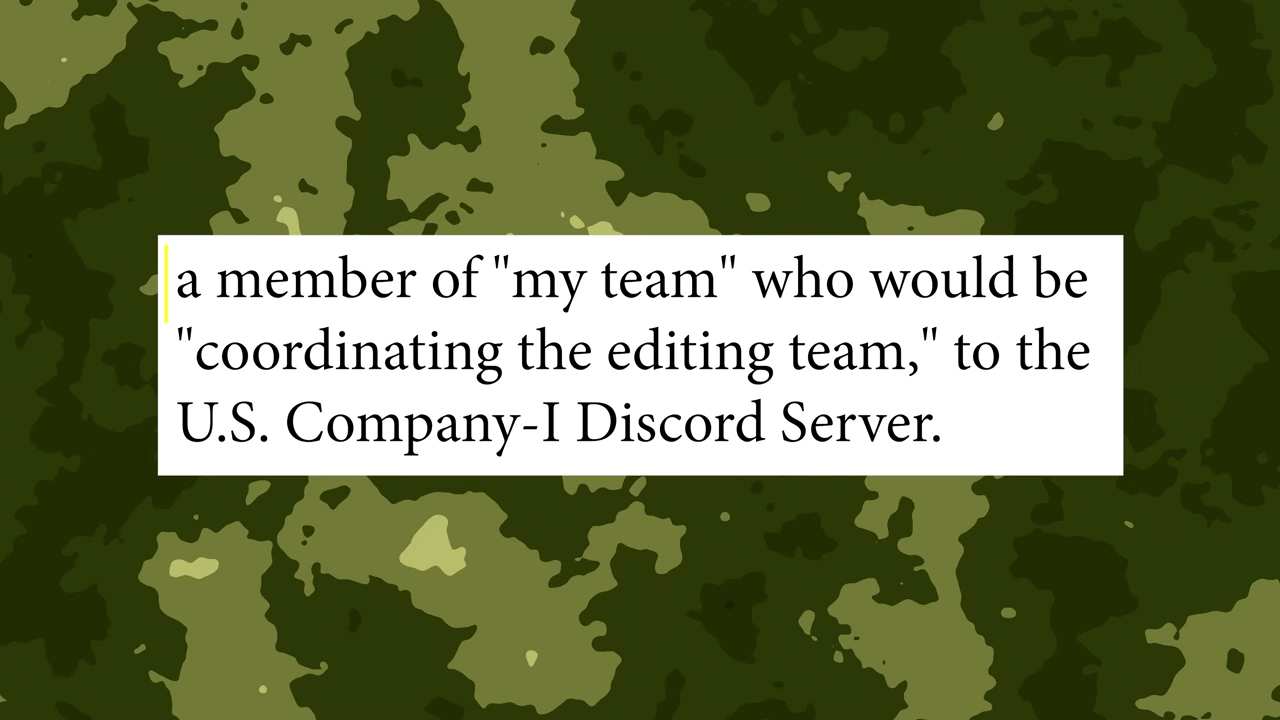 a member of "my team" who would be
"coordinating the editing team," to the
U.S. Company-I Discord Server.